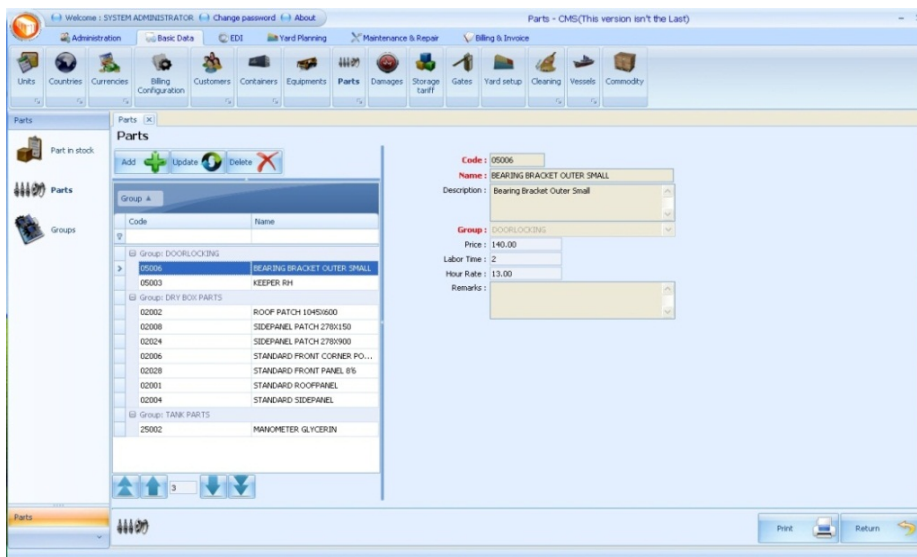 Welcome : SYSTEM ADMINISTRATOR Change password About Parts - CMS(This version isn't the Last)
Administration Basic Data EDI Yard Planning Maintenance & Repair Billing & Invoice
Units Countries Currencies Billing Configuration Customers Containers Equipments Parts Damages Storage tariff Gates Yard setup Cleaning Vessels Commodity
Parts
Part in stock
Parts
Groups
Parts
Parts
Parts
Add Update Delete
Group
Code Name
Group: DOORLOCKING
05006 BEARING BRACKET OUTER SMALL
05003 KEEPER RH
Group: DRY BOX PARTS
02002 ROOF PATCH 1045X600
02008 SIDEPANEL PATCH 278X150
02024 SIDEPANEL PATCH 278X900
02006 STANDARD FRONT CORNER PO...
02028 STANDARD FRONT PANEL 8'6
02001 STANDARD ROOFPANEL
02004 STANDARD SIDEPANEL
Group: TANK PARTS
25002 MANOMETER GLYCERIN
3
Code : 05006
Name : BEARING BRACKET OUTER SMALL
Description : Bearing Bracket Outer Small
Group : DOORLOCKING
Price : 140.00
Labor Time : 2
Hour Rate : 13.00
Remarks :
Print Return